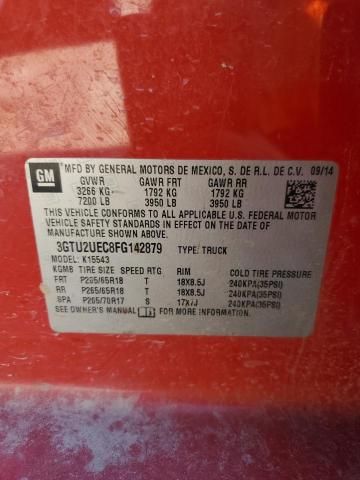 GM
MFD BY GENERAL MOTORS DE MEXICO, S. DE R.L. DE C.V. 09/14
GVWR GAWR FRT GAWR RR
3266 KG 1792 KG 1792 KG
7200 LB 3950 LB 3950 LB
THIS VEHICLE CONFORMS TO ALL APPLICABLE U.S. FEDERAL MOTOR
VEHICLE SAFETY STANDARDS IN EFFECT ON THE DATE OF
MANUFACTURE SHOWN ABOVE.
3GTU2UEC8FG142879 TYPE: TRUCK
MODEL: K15543
KGMB TIRE SIZE SPEED RTG RIM COLD TIRE PRESSURE
FRT P265/65R18 T 18X8.5J 240KPA(35PSI)
RR P265/65R18 T 18X8.5J 240KPA(35PSI)
SPA P265/70R17 S 17X7J 240KPA(35PSI)
SEE OWNER'S MANUAL FOR MORE INFORMATION.